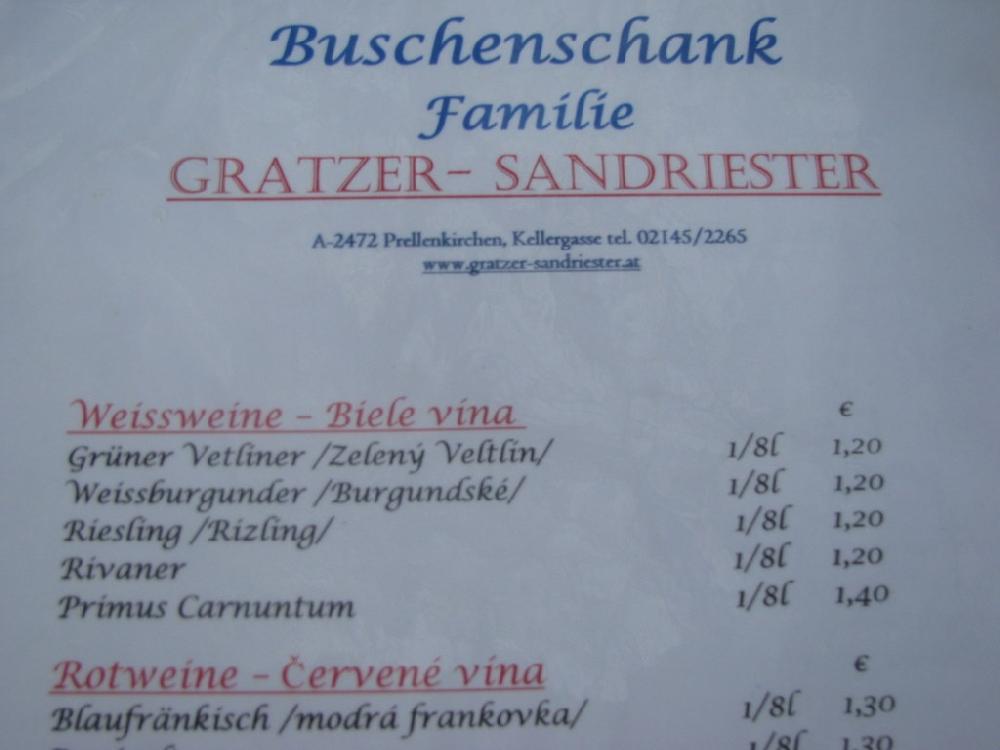 Buschenschank
Familie
GRATZER- SANDRIESTER
A-2472 Prellenkirchen, Kellergasse tel. 02145/2265
www.gratzer-sandriester.at
Weissweine - Biele vína €
Grüner Vetliner /Zelený Veltlín/ 1/8l 1,20
Weissburgunder /Burgundské/ 1/8l 1,20
Riesling /Rizling/ 1/8l 1,20
Rivaner 1/8l 1,20
Primus Carnuntum 1/8l 1,40
Rotweine - Červené vína €
Blaufränkisch /modrá frankovka/ 1/8l 1,30
1/8l 1,30